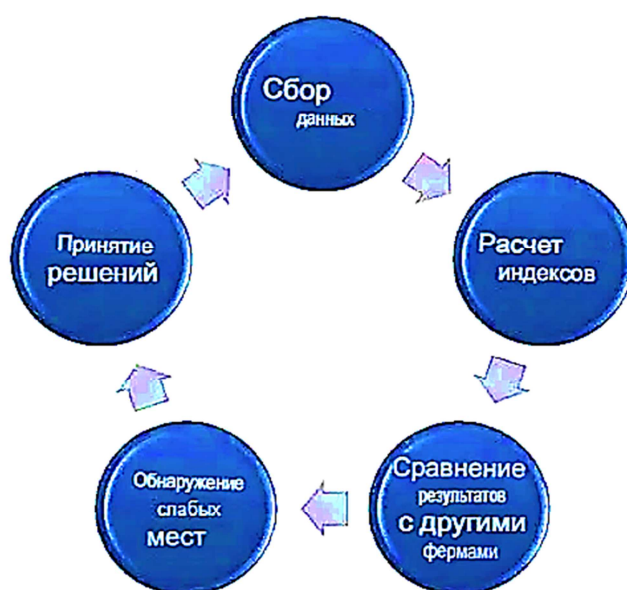 Сбор
данных
Расчет
индексов
Сравнение
результатов
с другими
фермами
Обнаружение
слабых
мест
Принятие
решений